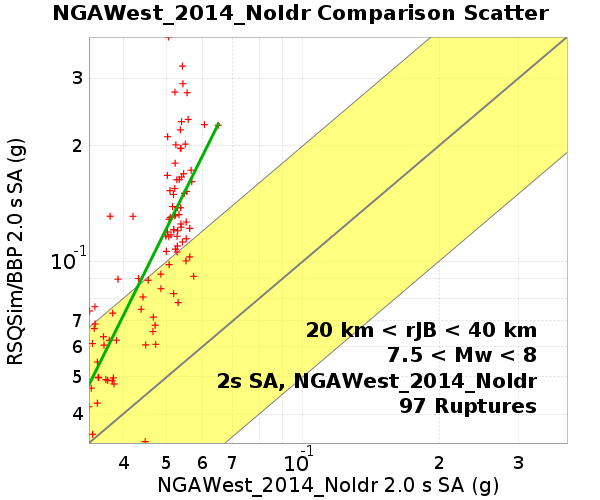 NGAWest_2014_NoIdr Comparison Scatter
RSQSim/BBP 2.0 s SA (g)
3
2
10⁻¹
7
6
5
4
20 km < rJB < 40 km
7.5 < Mw < 8
2s SA, NGAWest_2014_NoIdr
97 Ruptures
4 5 6 7 10⁻¹ 2 3
NGAWest_2014_NoIdr 2.0 s SA (g)